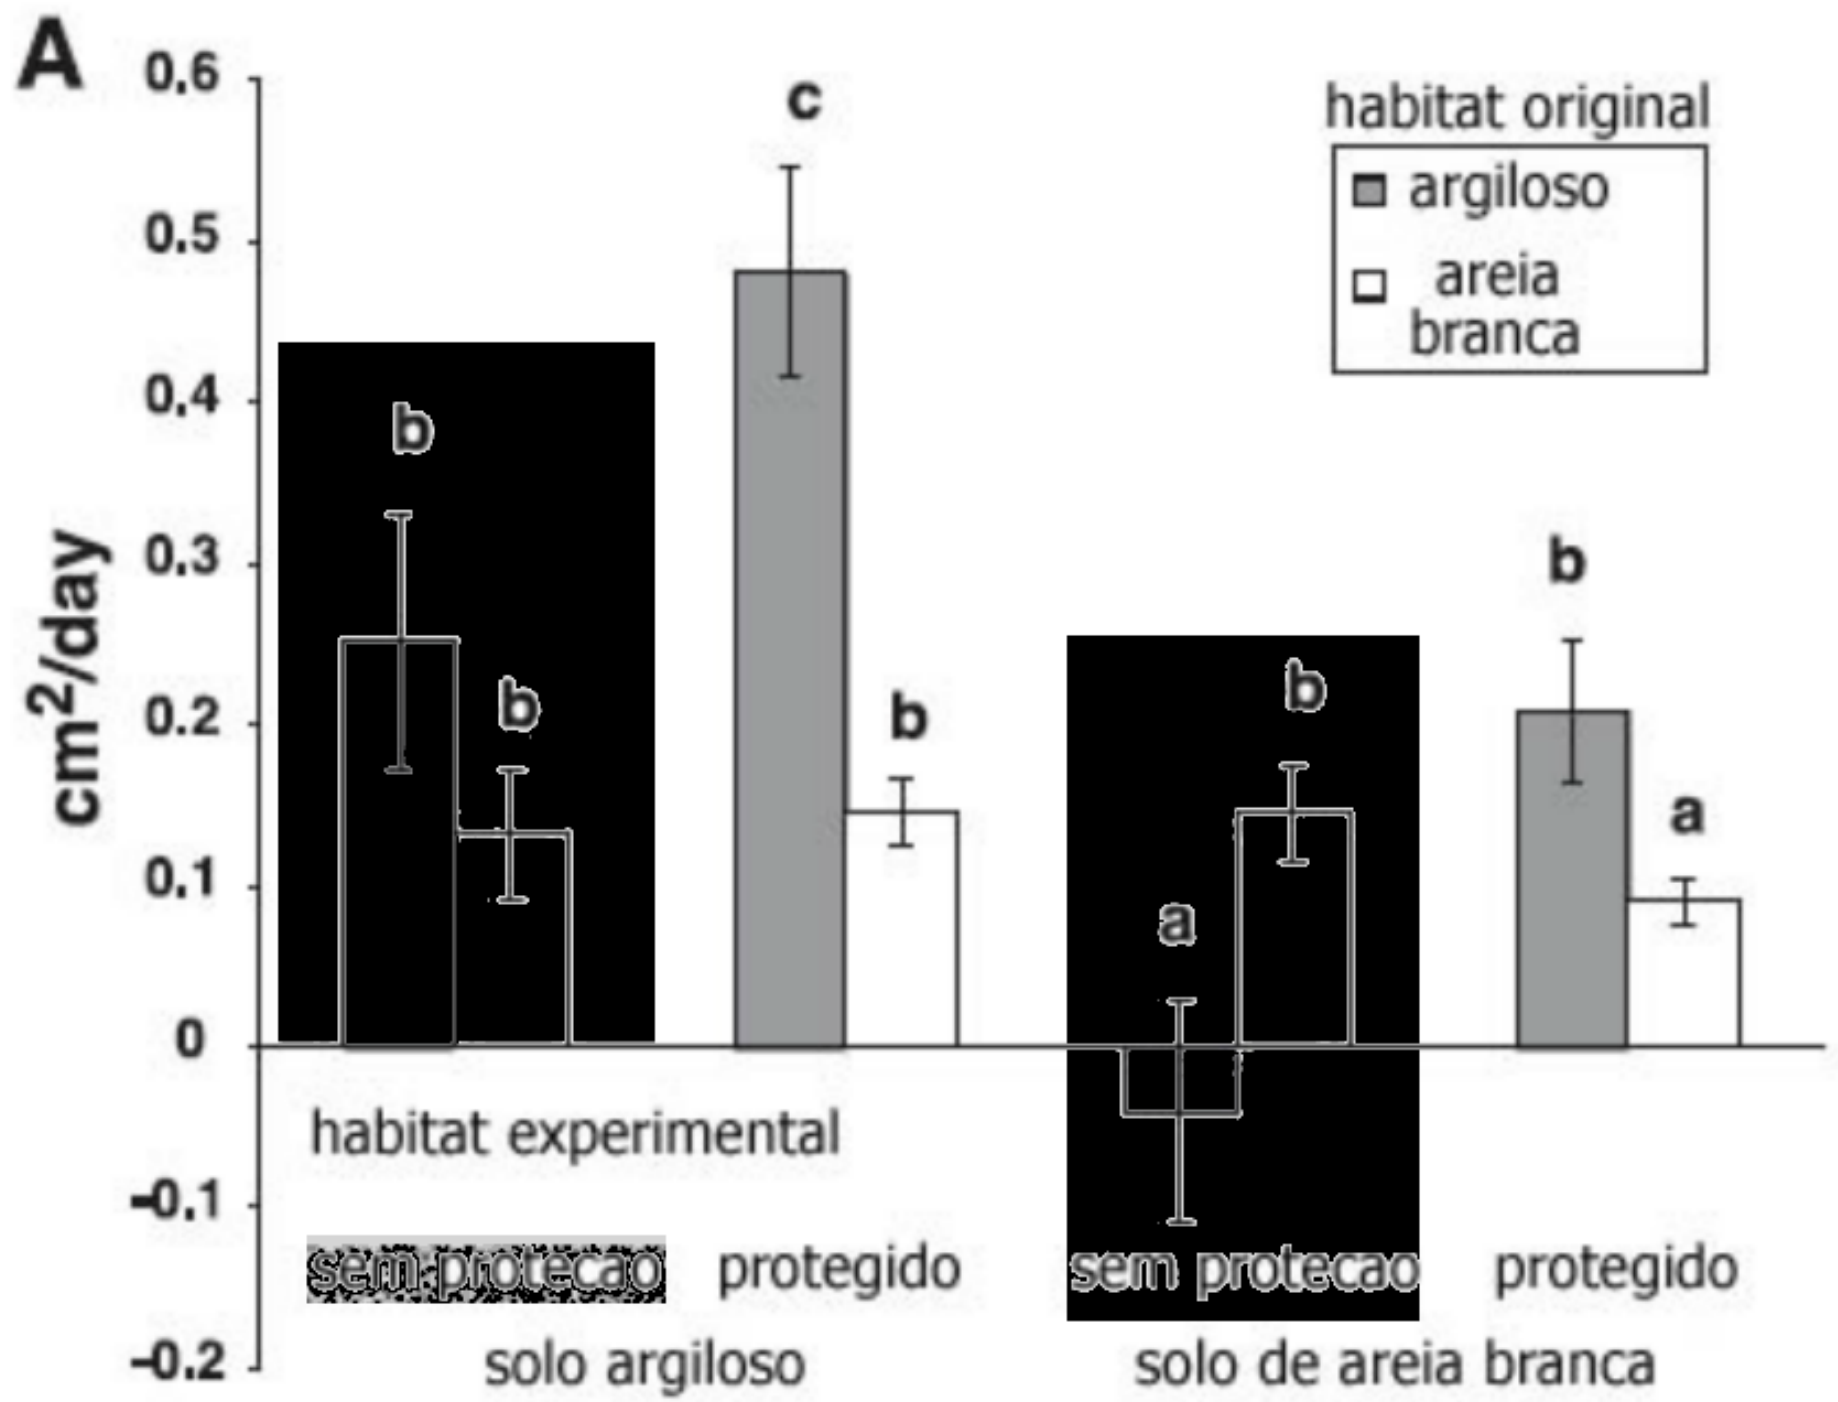 A
0.6
0.5
0.4
0.3
0.2
0.1
0
-0.1
-0.2
cm²/day
c
b
b
b
b
b
a
a
habitat original
argiloso
areia
branca
habitat experimental
sem protecao protegido sem protecao protegido
solo argiloso solo de areia branca